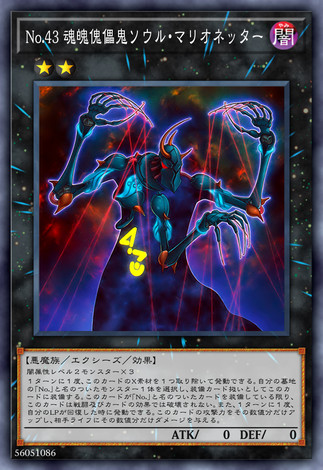 No.43 魂魄傀儡鬼ソウル・マリオネッター
闇
やみ
43
【悪魔族/エクシーズ/効果】
闇属性レベル2モンスター×3
1ターンに1度、このカードのX素材を1つ取り除いて発動できる。自分の墓地
の「No.」と名のついたモンスター1体を選択し、装備カード扱いとしてこのカー
ドに装備する。このカードが「No.」と名のついたカードを装備している限り、
このカードは戦闘及びカードの効果では破壊されない。また、1ターンに1度、
自分のLPが回復した時に発動できる。このカードの攻撃力をその数値分だけア
ップし、相手ライフにその数値分だけダメージを与える。
ATK/ 0 DEF/ 0
56051086